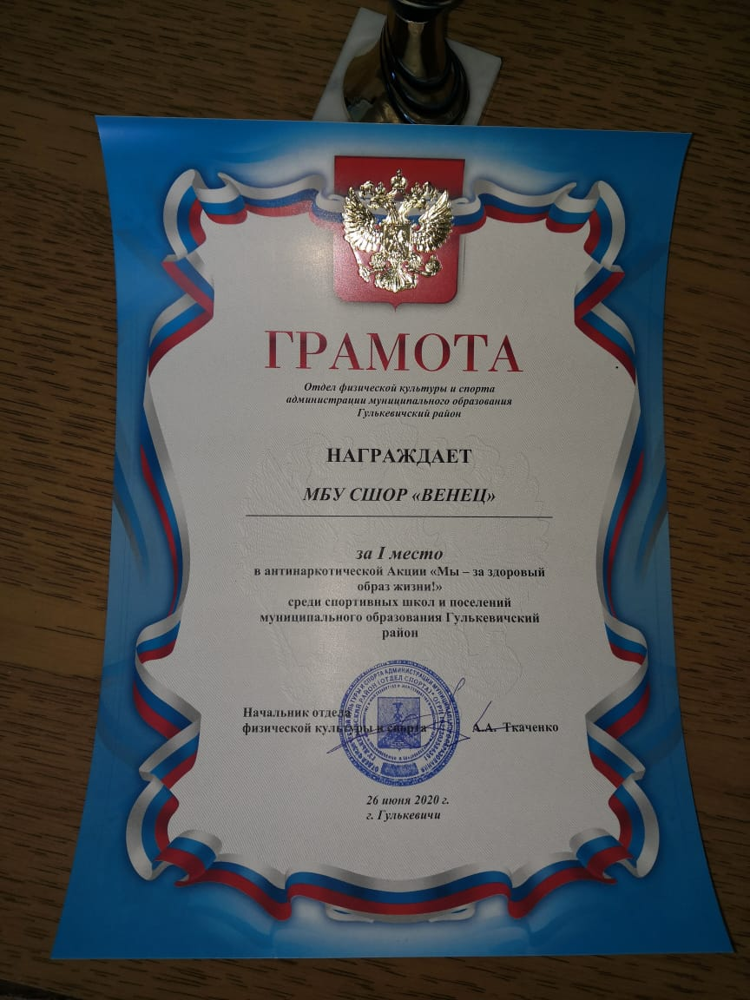 ГРАМОТА
Отдел физической культуры и спорта
администрации муниципального образования
Гулькевичский район
НАГРАЖДАЕТ
МБУ СШОР «ВЕНЕЦ»
за I место
в антинаркотической Акции «Мы – за здоровый
образ жизни!»
среди спортивных школ и поселений
муниципального образования Гулькевичский
район
Начальник отдела
физической культуры и спорта А.А. Ткаченко
26 июня 2020 г.
г. Гулькевичи